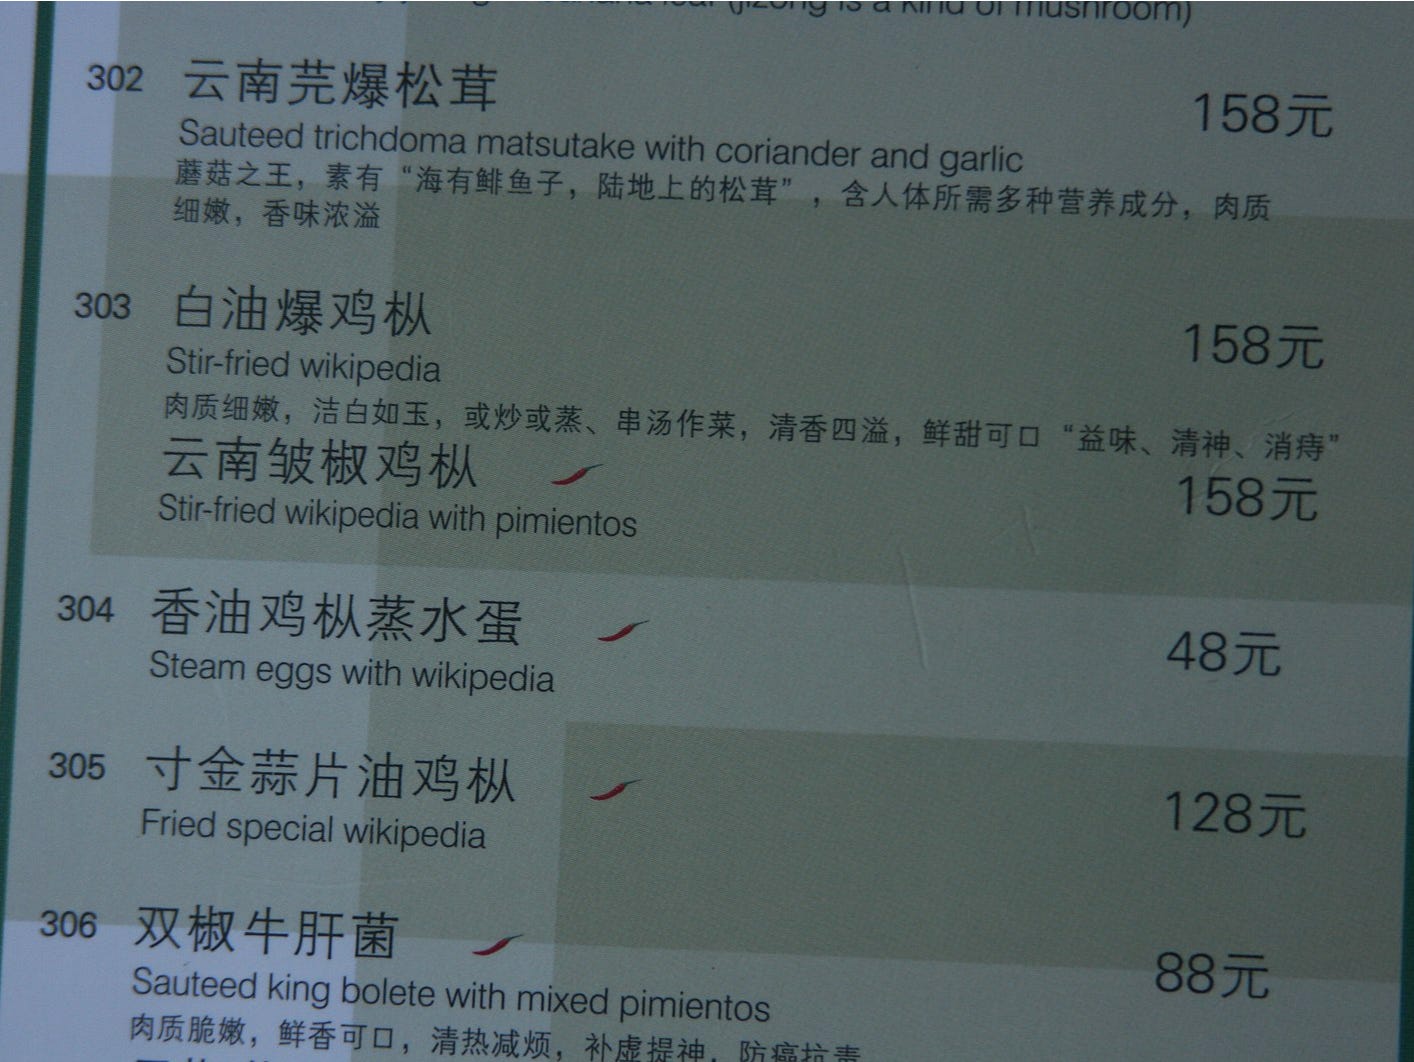 is a kind of mushroom)
302 云南芫爆松茸 158元
Sauteed trichdoma matsutake with coriander and garlic
蘑菇之王，素有“海有鲱鱼子，陆地上的松茸”，含人体所需多种营养成分，肉质
细嫩，香味浓溢
303 白油爆鸡枞 158元
Stir-fried wikipedia
肉质细嫩，洁白如玉，或炒或蒸、串汤作菜，清香四溢，鲜甜可口“益味、清神、消痔”
云南皱椒鸡枞 158元
Stir-fried wikipedia with pimientos
304 香油鸡枞蒸水蛋 48元
Steam eggs with wikipedia
305 寸金蒜片油鸡枞 128元
Fried special wikipedia
306 双椒牛肝菌 88元
Sauteed king bolete with mixed pimientos
肉质脆嫩，鲜香可口，清热减烦，补虚提神，防癌抗毒